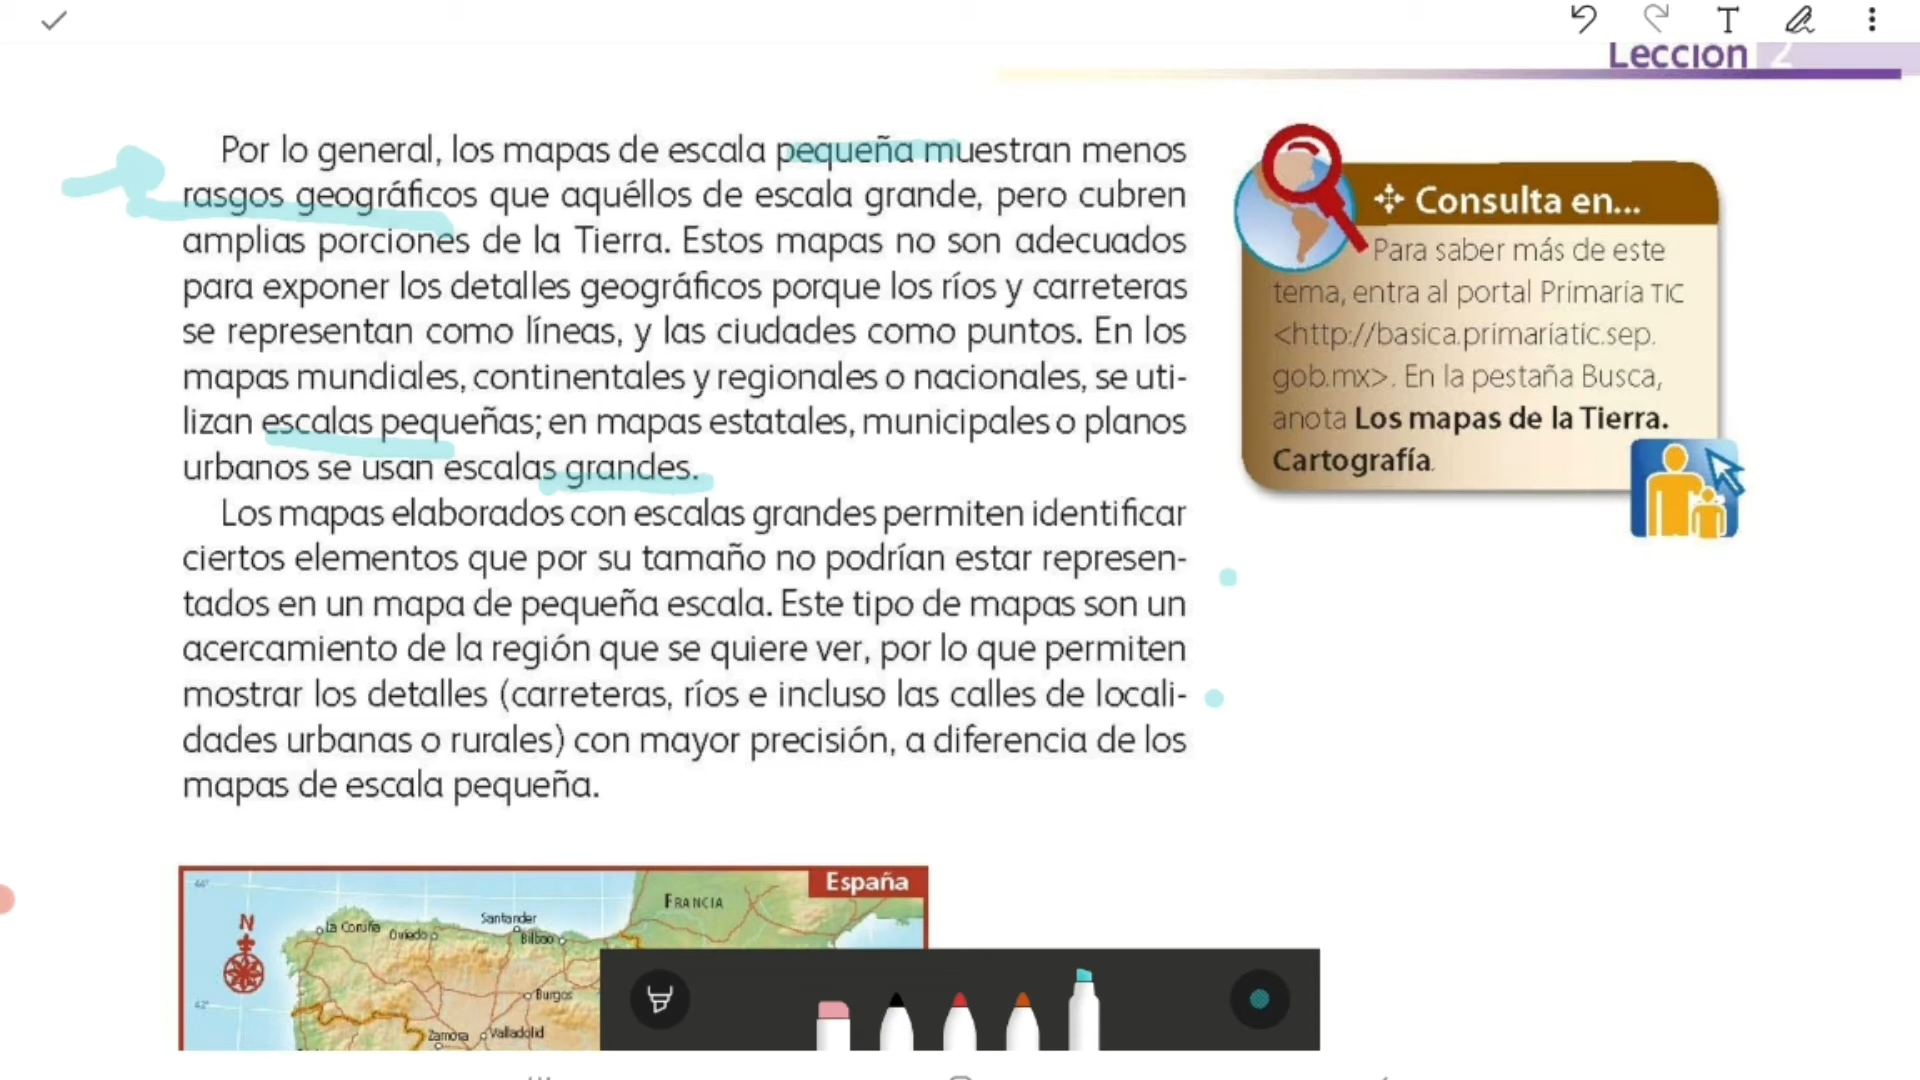 Lección 2
Por lo general, los mapas de escala pequeña muestran menos
rasgos geográficos que aquéllos de escala grande, pero cubren
amplias porciones de la Tierra. Estos mapas no son adecuados
para exponer los detalles geográficos porque los ríos y carreteras
se representan como líneas, y las ciudades como puntos. En los
mapas mundiales, continentales y regionales o nacionales, se uti-
lizan escalas pequeñas; en mapas estatales, municipales o planos
urbanos se usan escalas grandes.
Los mapas elaborados con escalas grandes permiten identificar
ciertos elementos que por su tamaño no podrían estar represen-
tados en un mapa de pequeña escala. Este tipo de mapas son un
acercamiento de la región que se quiere ver, por lo que permiten
mostrar los detalles (carreteras, ríos e incluso las calles de locali-
dades urbanas o rurales) con mayor precisión, a diferencia de los
mapas de escala pequeña.
Consulta en...
Para saber más de este
tema, entra al portal Primaria TIC
<http://basica.primariatic.sep.
gob.mx>. En la pestaña Busca,
anota Los mapas de la Tierra.
Cartografía.
España
44°
FRANCIA
N
La Coruña
Oviedo
Santander
Bilbao
42°
Burgos
Zamora
Valladolid